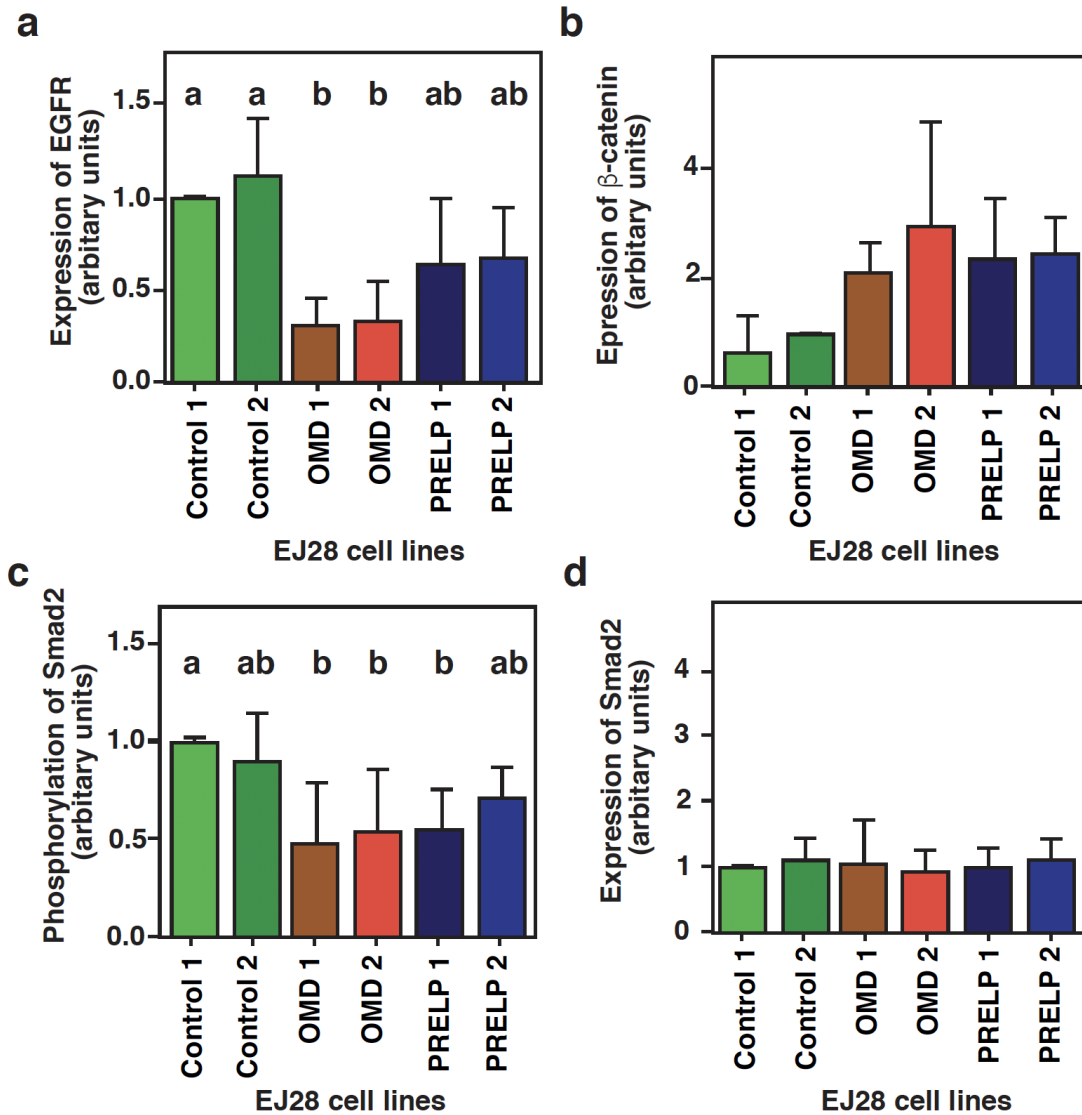 a
Expression of EGFR
(arbitary units)
1.5
1.0
0.5
0.0
a a b b ab ab
Control 1
Control 2
OMD 1
OMD 2
PRELP 1
PRELP 2
EJ28 cell lines
b
Epression of β-catenin
(arbitary units)
4
2
0
Control 1
Control 2
OMD 1
OMD 2
PRELP 1
PRELP 2
EJ28 cell lines
c
Phosphorylation of Smad2
(arbitary units)
1.5
1.0
0.5
0.0
a ab b b b ab
Control 1
Control 2
OMD 1
OMD 2
PRELP 1
PRELP 2
EJ28 cell lines
d
Expression of Smad2
(arbitary units)
4
3
2
1
0
Control 1
Control 2
OMD 1
OMD 2
PRELP 1
PRELP 2
EJ28 cell lines